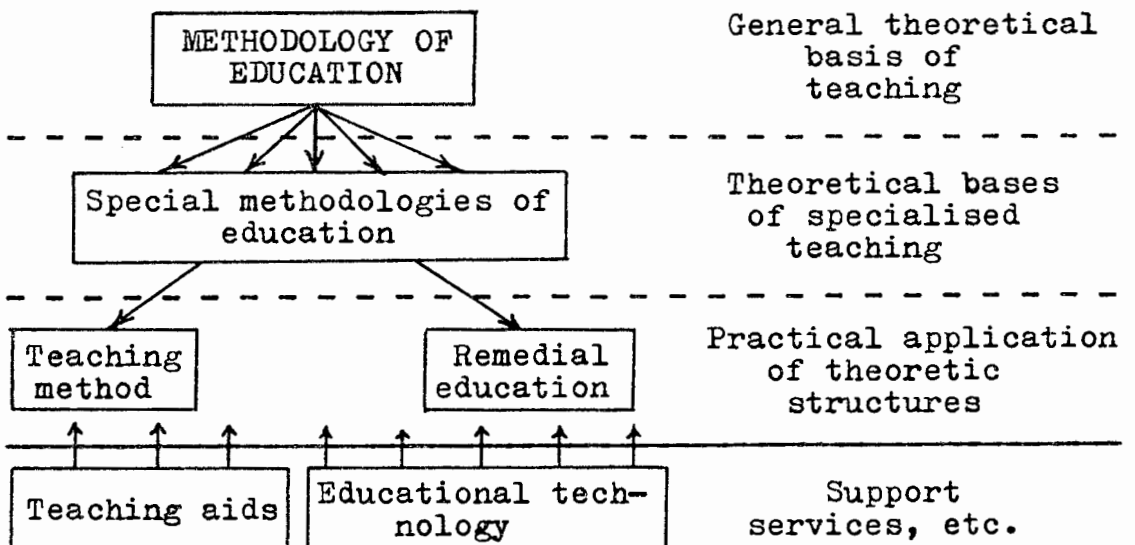 METHODOLOGY OF
EDUCATION
General theoretical
basis of
teaching
Special methodologies of
education
Theoretical bases
of specialised
teaching
Teaching
method
Remedial
education
Practical application
of theoretic
structures
Teaching aids
Educational tech-
nology
Support
services, etc.